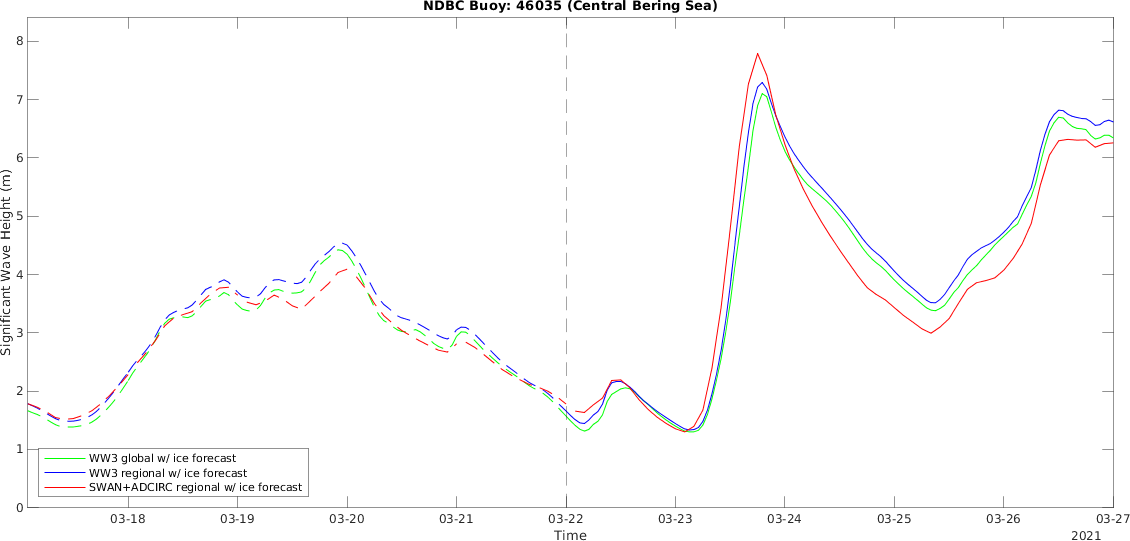 NDBC Buoy: 46035 (Central Bering Sea)
8
7
6
5
4
3
2
1
0
Significant Wave Height (m)
WW3 global w/ ice forecast
WW3 regional w/ ice forecast
SWAN+ADCIRC regional w/ ice forecast
03-18 03-19 03-20 03-21 03-22 03-23 03-24 03-25 03-26 03-27
Time
2021